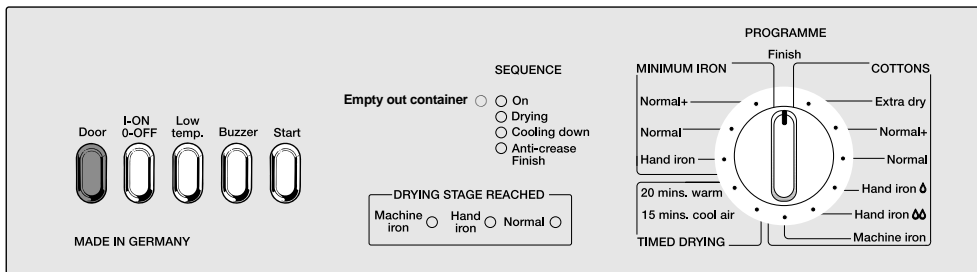 PROGRAMME
Finish
SEQUENCE
MINIMUM IRON
COTTONS
Empty out container
On
Drying
Cooling down
Anti-crease
Finish
Normal+
Normal
Hand iron
Extra dry
Normal+
Normal
Hand iron
Hand iron
Machine iron
20 mins. warm
15 mins. cool air
TIMED DRYING
Door
I-ON
0-OFF
Low
temp.
Buzzer
Start
DRYING STAGE REACHED
Machine
iron
Hand
iron
Normal
MADE IN GERMANY